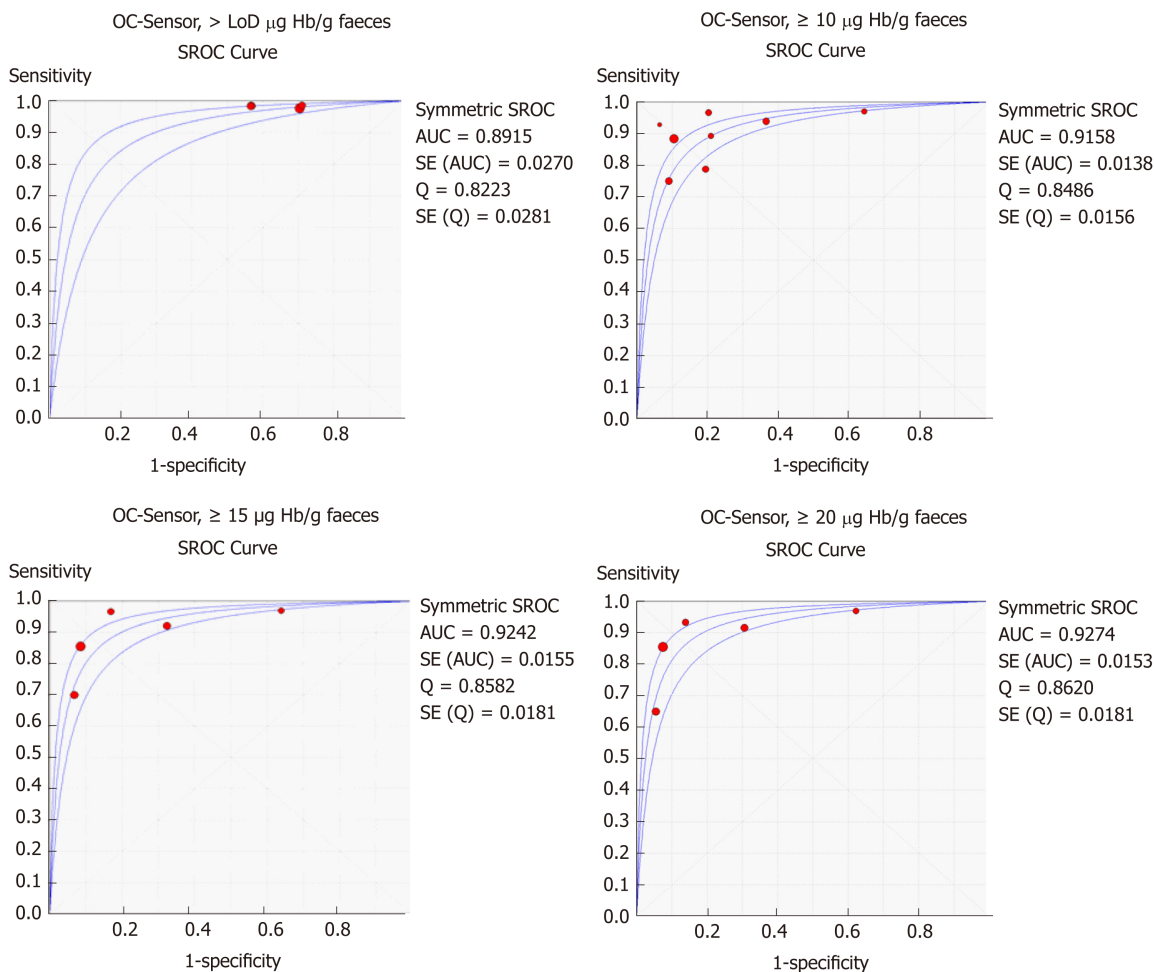 OC-Sensor, > LoD μg Hb/g faeces
SROC Curve
Sensitivity
1.0
0.9
0.8
0.7
0.6
0.5
0.4
0.3
0.2
0.1
0.0
0.2 0.4 0.6 0.8
1-specificity
Symmetric SROC
AUC = 0.8915
SE (AUC) = 0.0270
Q = 0.8223
SE (Q) = 0.0281
OC-Sensor, ≥ 10 μg Hb/g faeces
SROC Curve
Sensitivity
1.0
0.9
0.8
0.7
0.6
0.5
0.4
0.3
0.2
0.1
0.0
0.2 0.4 0.6 0.8
1-specificity
Symmetric SROC
AUC = 0.9158
SE (AUC) = 0.0138
Q = 0.8486
SE (Q) = 0.0156
OC-Sensor, ≥ 15 µg Hb/g faeces
SROC Curve
Sensitivity
1.0
0.9
0.8
0.7
0.6
0.5
0.4
0.3
0.2
0.1
0.0
0.2 0.4 0.6 0.8
1-specificity
Symmetric SROC
AUC = 0.9242
SE (AUC) = 0.0155
Q = 0.8582
SE (Q) = 0.0181
OC-Sensor, ≥ 20 μg Hb/g faeces
SROC Curve
Sensitivity
1.0
0.9
0.8
0.7
0.6
0.5
0.4
0.3
0.2
0.1
0.0
0.2 0.4 0.6 0.8
1-specificity
Symmetric SROC
AUC = 0.9274
SE (AUC) = 0.0153
Q = 0.8620
SE (Q) = 0.0181